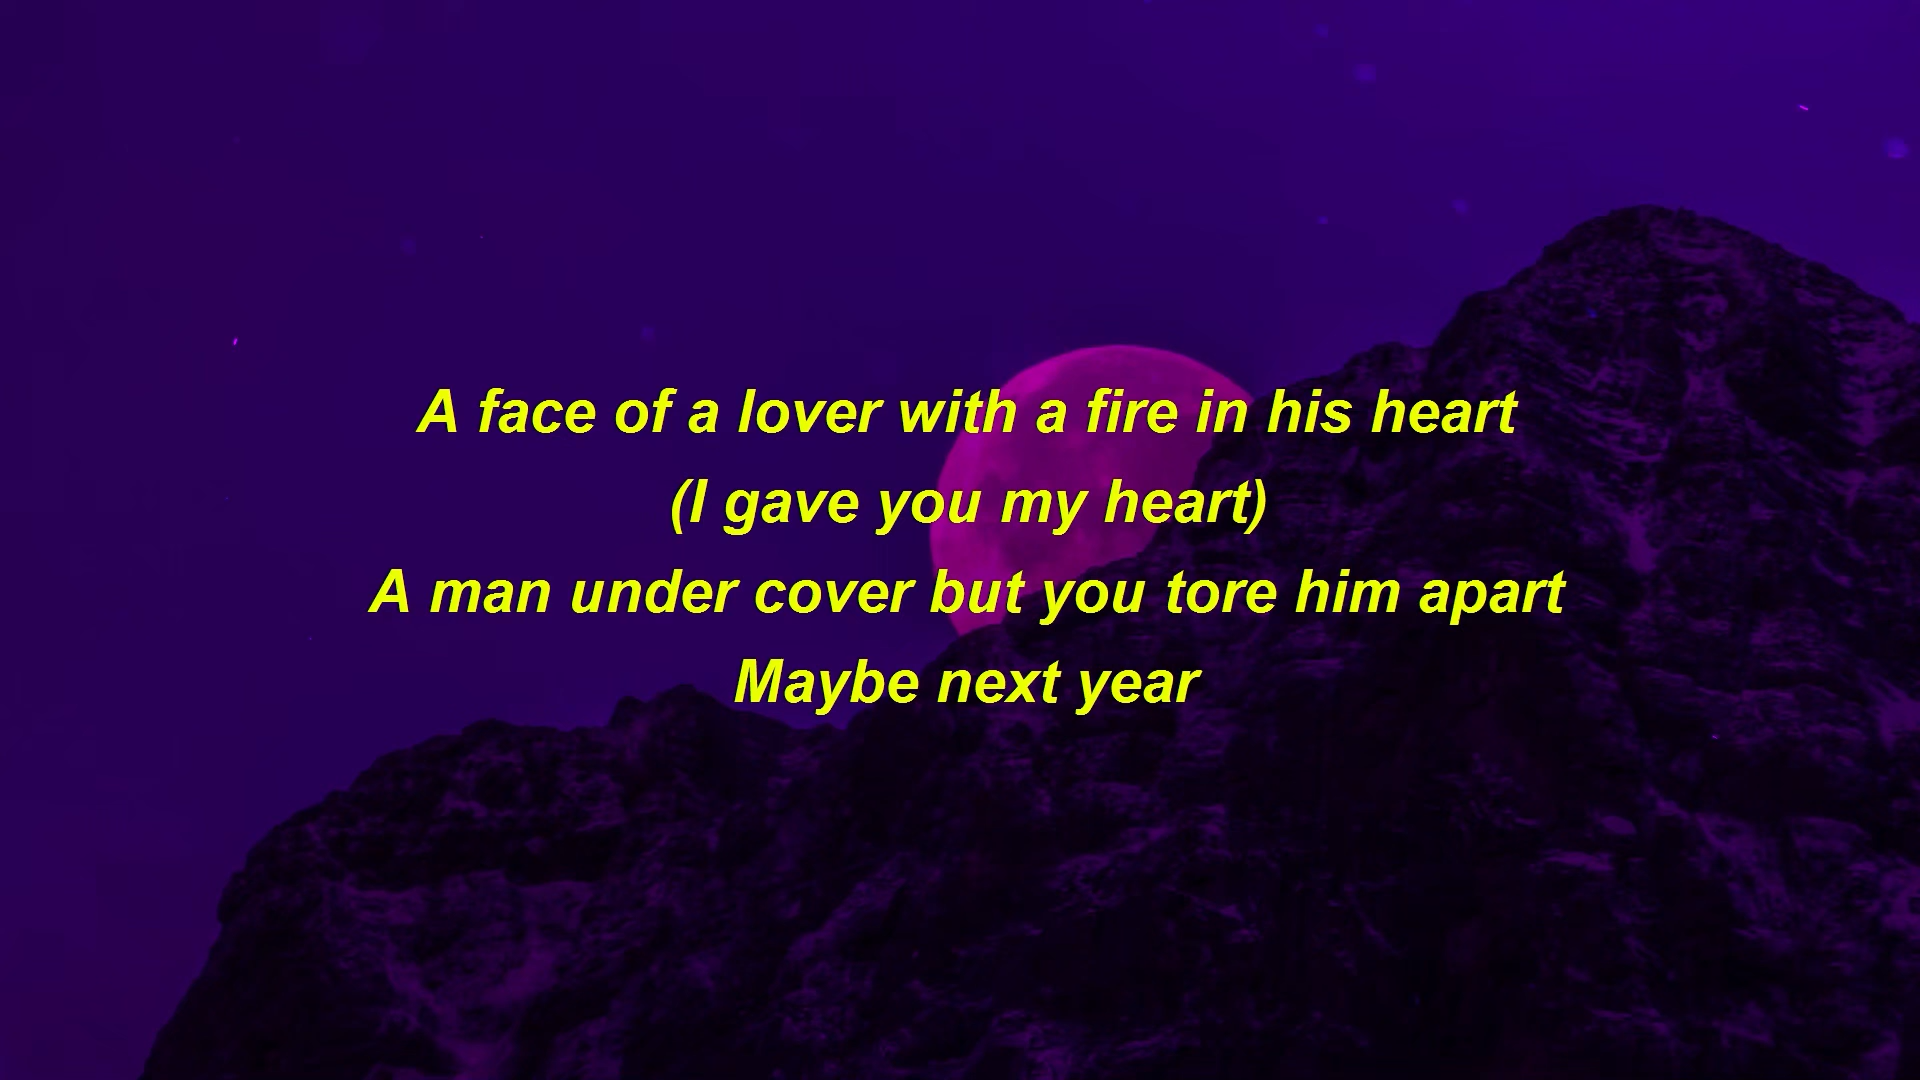 A face of a lover with a fire in his heart
(I gave you my heart)
A man under cover but you tore him apart
Maybe next year